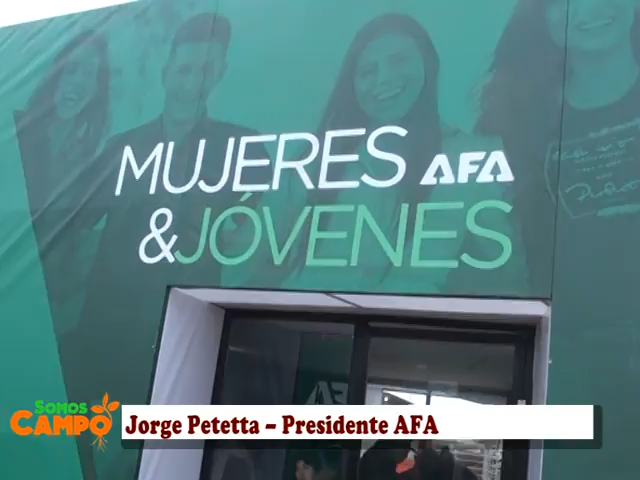 MUJERES AFA
&JÓVENES
SOMOS
CAMPO
Jorge Petetta – Presidente AFA